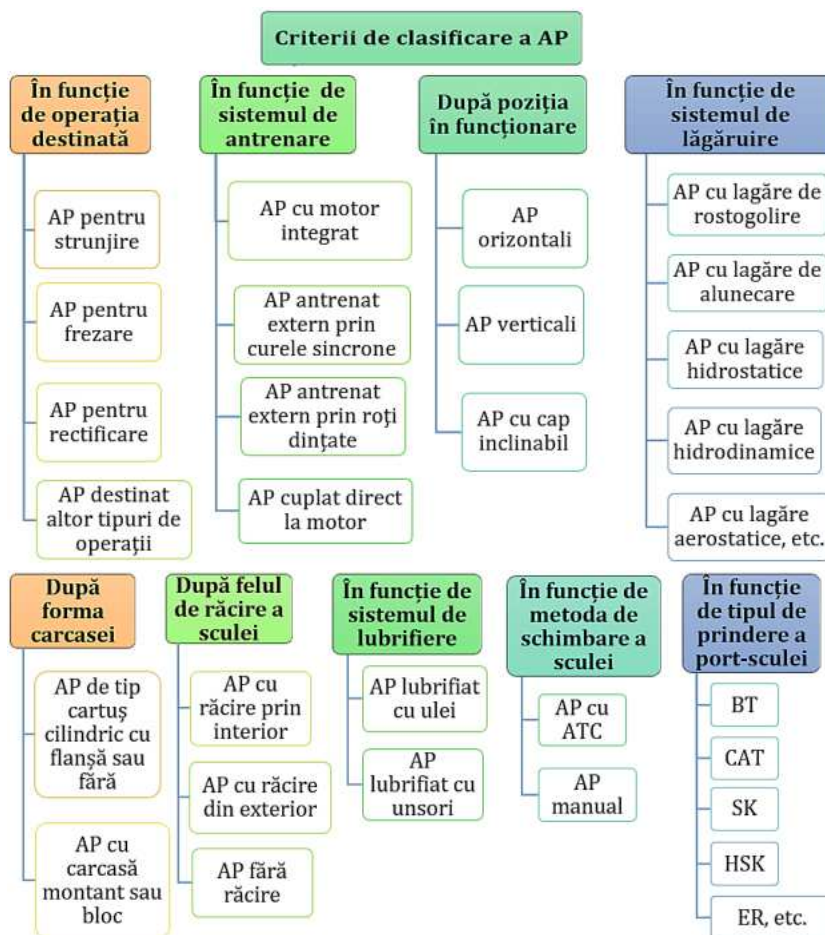 Criterii de clasificare a AP
În funcție
de operația
destinată
AP pentru
strunjire
AP pentru
frezare
AP pentru
rectificare
AP destinat
altor tipuri de
operații
În funcție de
sistemul de
antrenare
AP cu motor
integrat
AP antrenat
extern prin
curele sincrone
AP antrenat
extern prin roți
dințate
AP cuplat direct
la motor
După poziția
în funcționare
AP
orizontali
AP verticali
AP cu cap
inclinabil
În funcție de
sistemul de
lăgăruire
AP cu lagăre de
rostogolire
AP cu lagăre de
alunecare
AP cu lagăre
hidrostatice
AP cu lagăre
hidrodinamice
AP cu lagăre
aerostatice, etc.
După
forma
carcasei
AP de tip
cartuș
cilindric cu
flanșă sau
fără
AP cu
carcasă
montant sau
bloc
După felul
de răcire a
sculei
AP cu
răcire prin
interior
AP cu răcire
din exterior
AP fără
răcire
În funcție de
sistemul de
lubrifiere
AP lubrifiat
cu ulei
AP
lubrifiat cu
unsori
În funcție de
metoda de
schimbare a
sculei
AP cu
ATC
AP
manual
În funcție
de tipul de
prindere a
port-sculei
BT
CAT
SK
HSK
ER, etc.